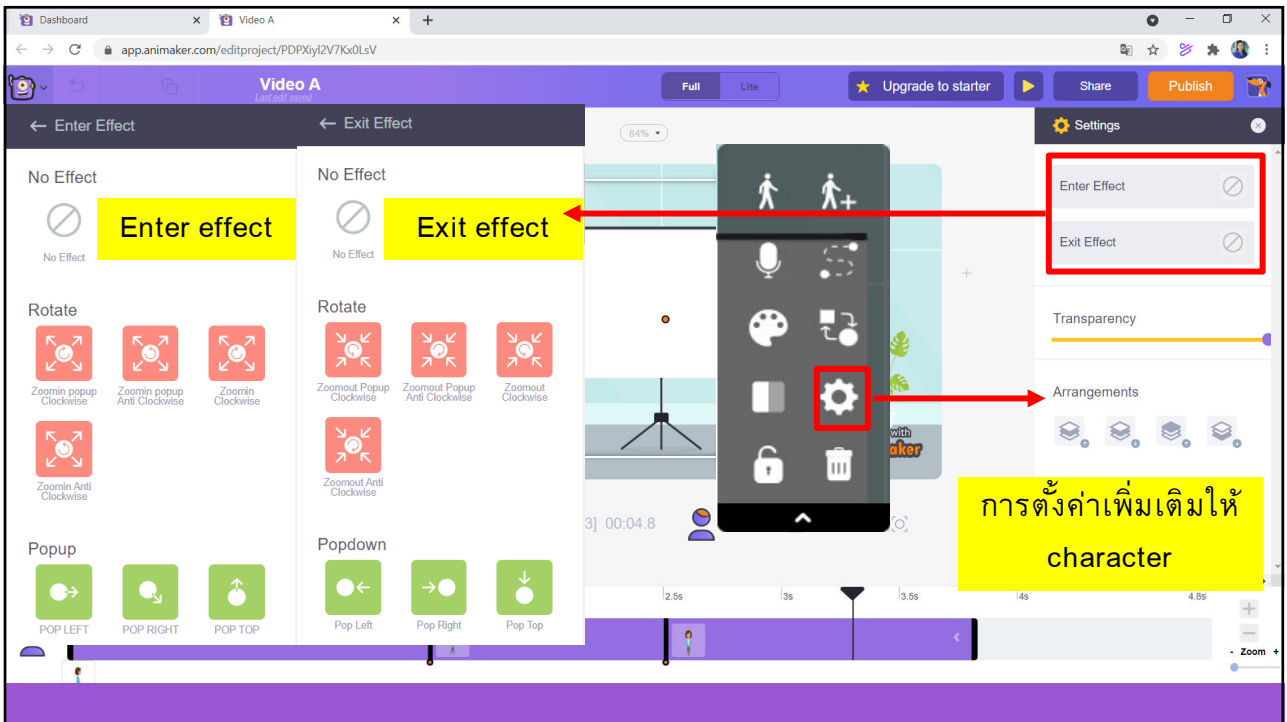 Dashboard
Video A
app.animaker.com/editproject/PDPXiyl2V7Kx0LsV
Video A
Last edit saved
Full
Lite
Upgrade to starter
Share
Publish
← Enter Effect
No Effect
No Effect
Enter effect
Rotate
Zoomin popup
Clockwise
Zoomin popup
Anti Clockwise
Zoomin
Clockwise
Zoomin Anti
Clockwise
Popup
POP LEFT
POP RIGHT
POP TOP
← Exit Effect
No Effect
No Effect
Exit effect
Rotate
Zoomout Popup
Clockwise
Zoomout Popup
Anti Clockwise
Zoomout
Clockwise
Zoomout Anti
Clockwise
Popdown
Pop Left
Pop Right
Pop Top
84%
with
aker
3] 00:04.8
Settings
Enter Effect
Exit Effect
Transparency
Arrangements
การตั้งค่าเพิ่มเติมให้
character
2.5s
3s
3.5s
4s
4.8s
- Zoom +